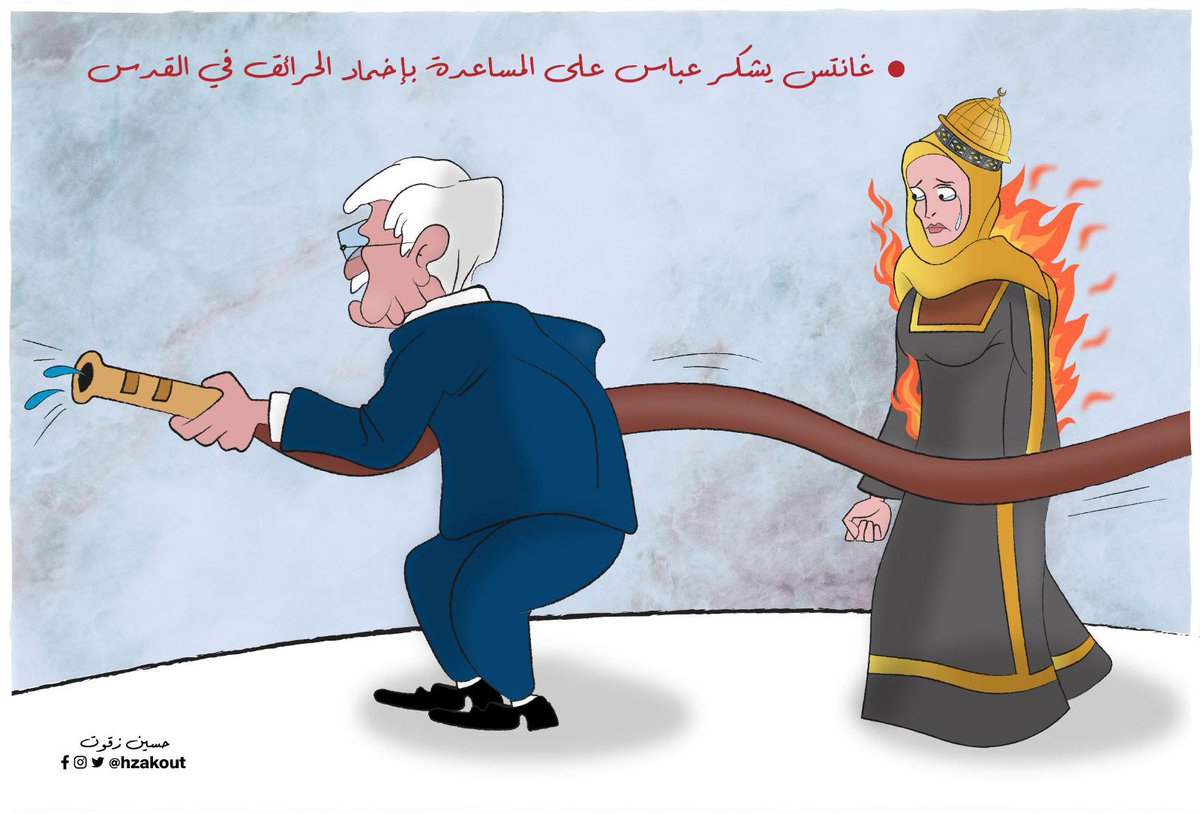 ● غانتس يشكر عباس على المساعدة بإخماد الحرائق في القدس
حسين زقوت
@hzakout